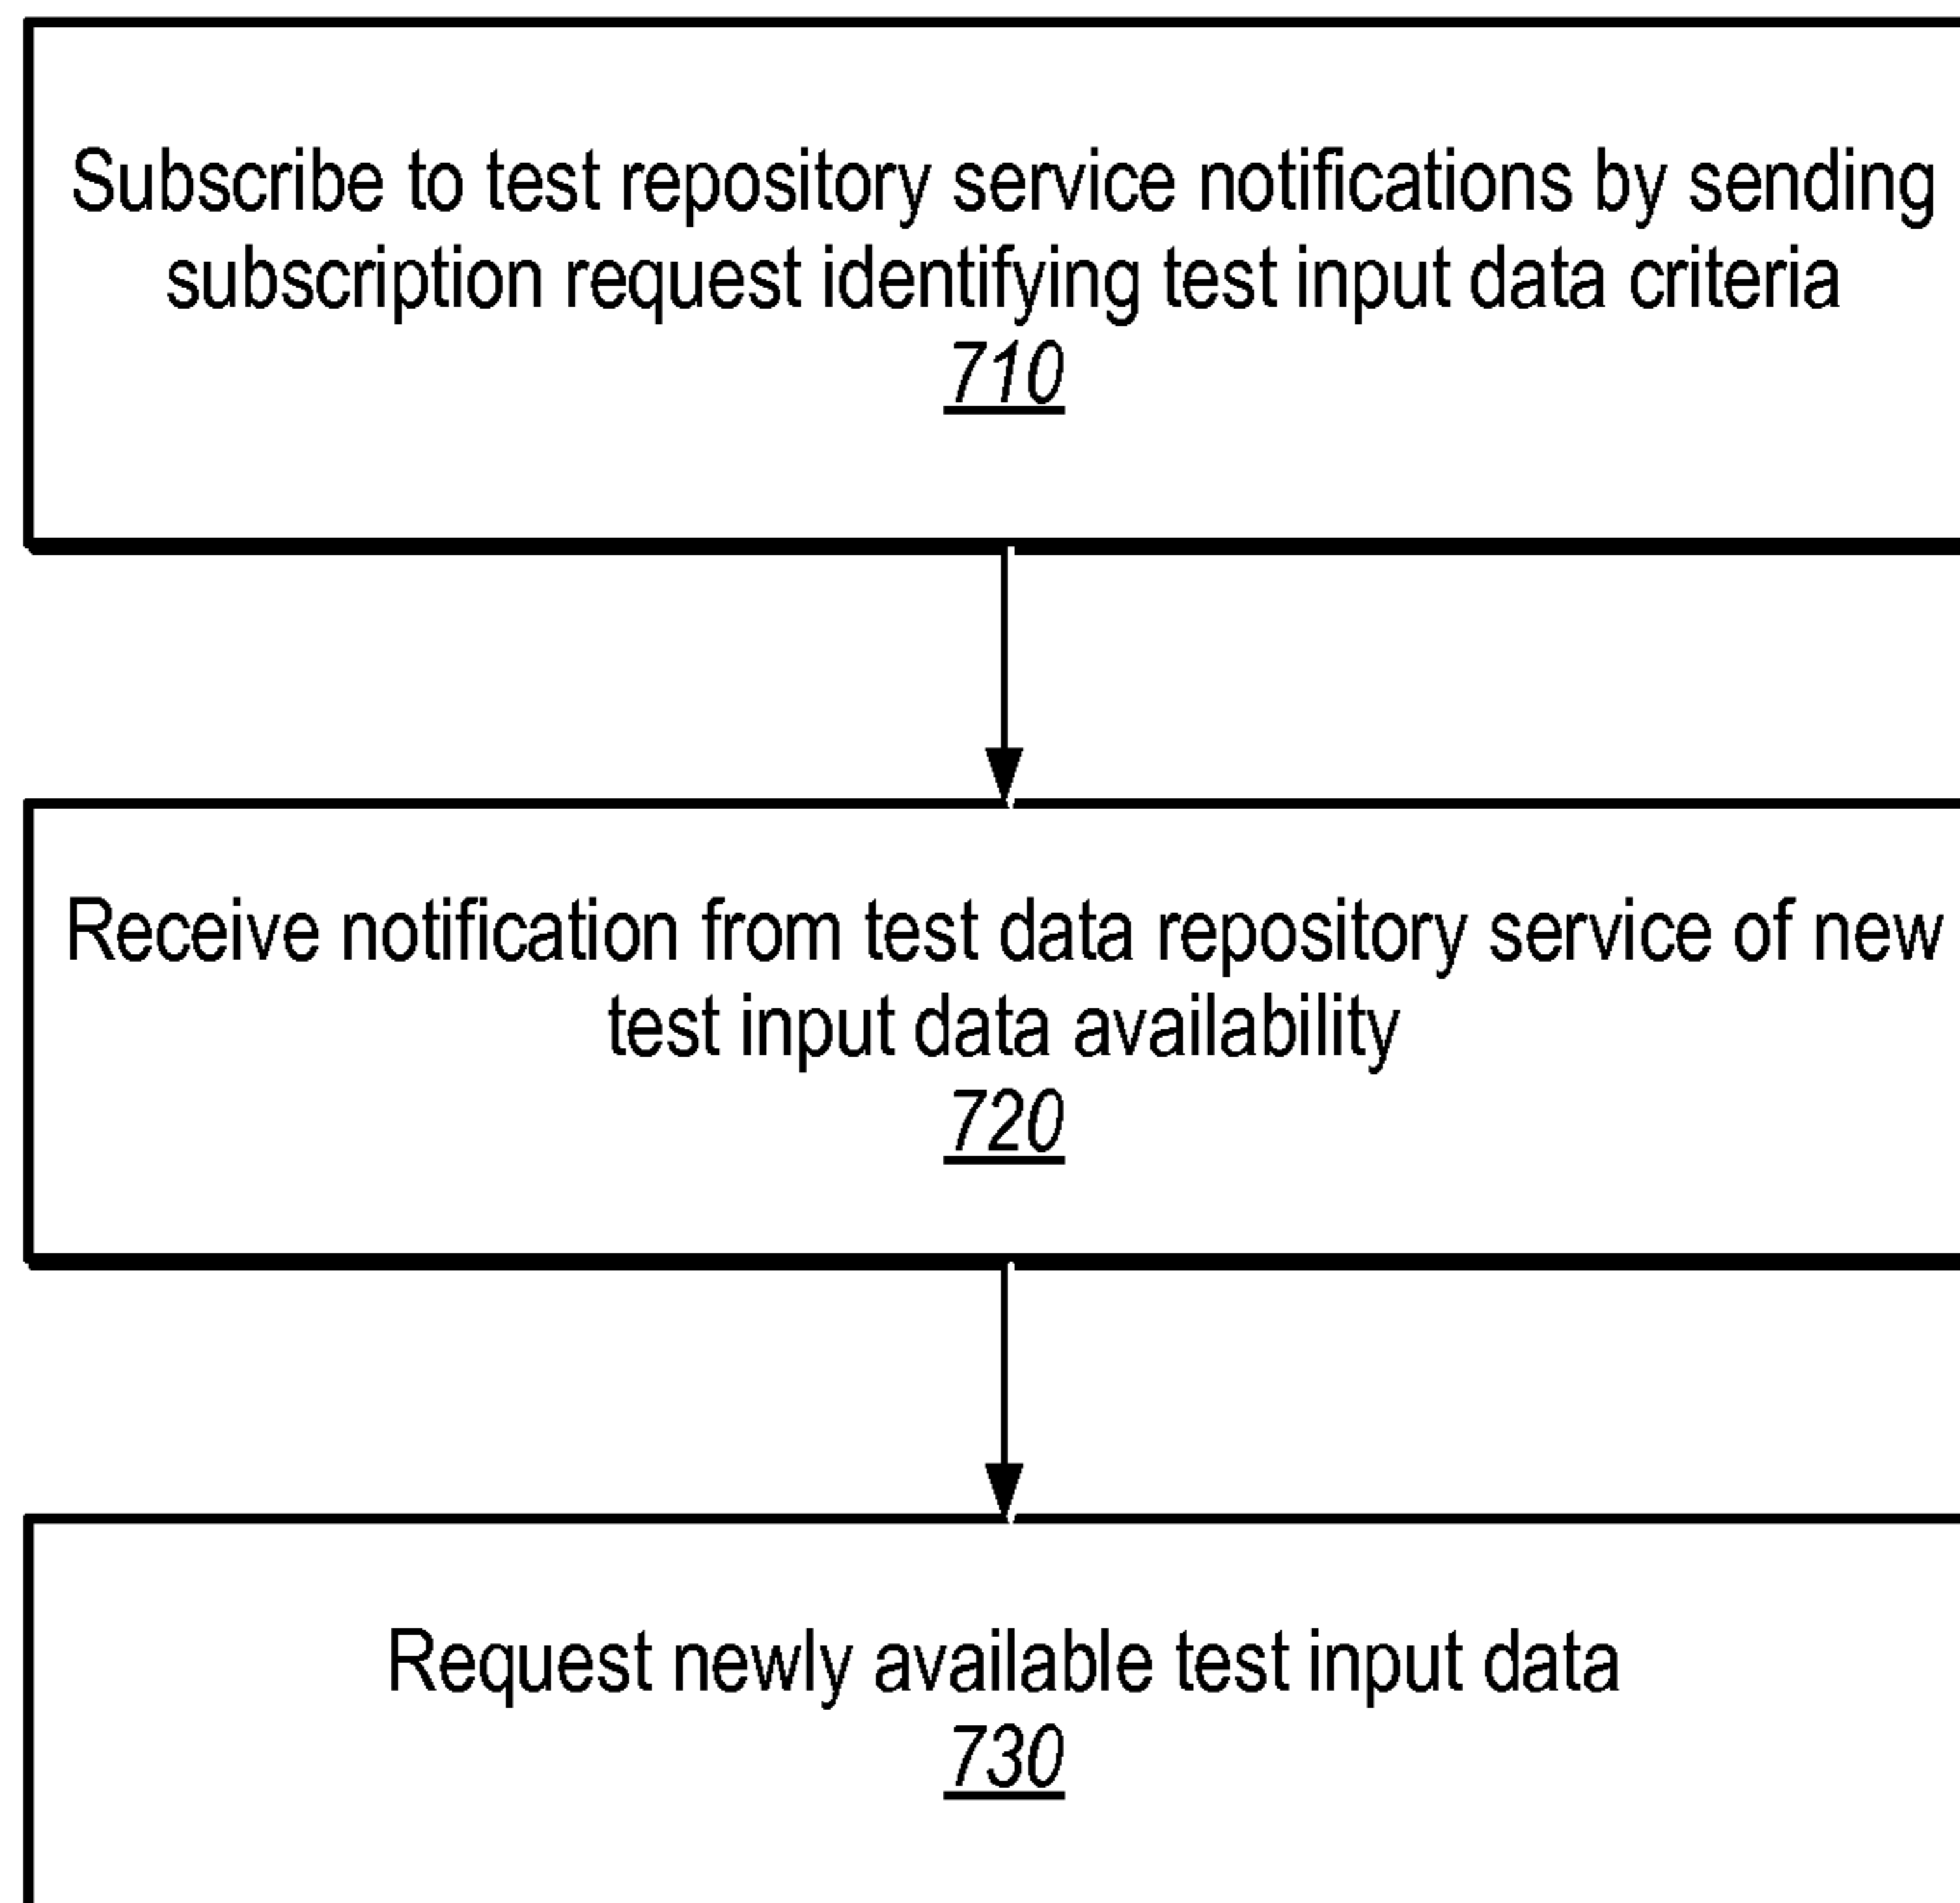 Subscribe to test repository service notifications by sending
subscription request identifying test input data criteria
710
Receive notification from test data repository service of new
test input data availability
720
Request newly available test input data
730